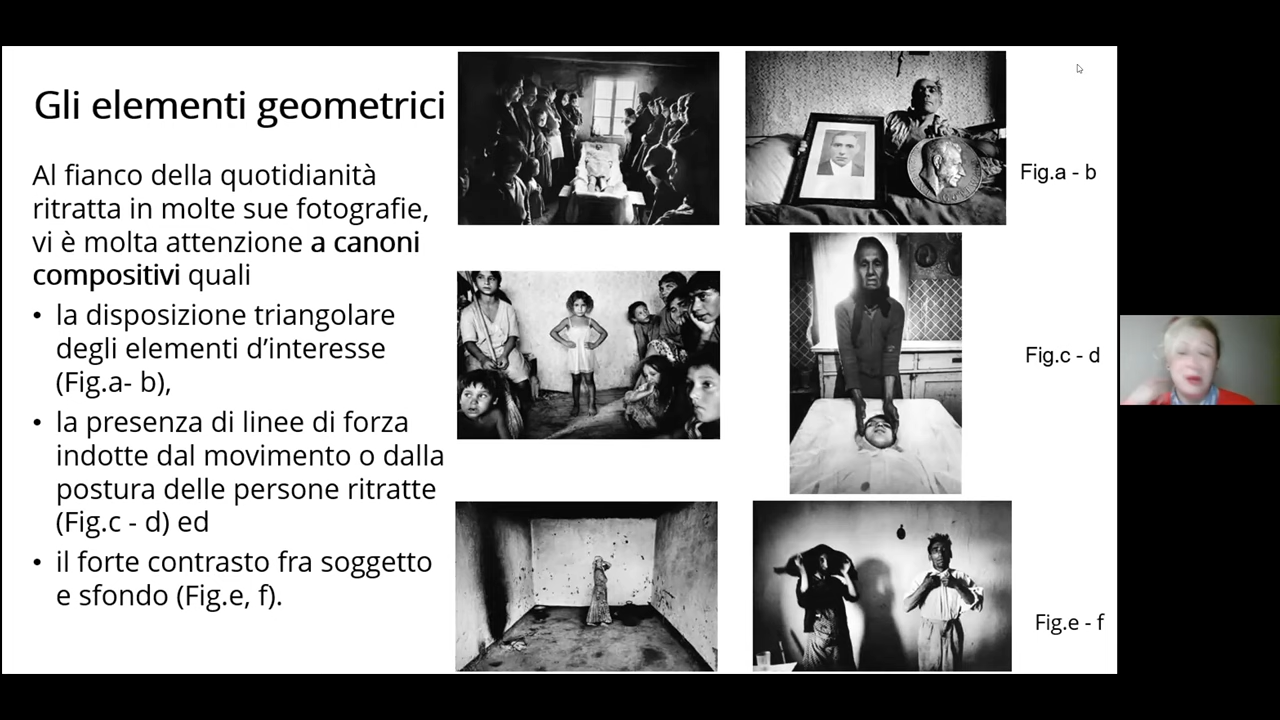 Gli elementi geometrici
Al fianco della quotidianità
ritratta in molte sue fotografie,
vi è molta attenzione a canoni
compositivi quali
• la disposizione triangolare
degli elementi d’interesse
(Fig.a- b),
• la presenza di linee di forza
indotte dal movimento o dalla
postura delle persone ritratte
(Fig.c - d) ed
• il forte contrasto fra soggetto
e sfondo (Fig.e, f).
Fig.a - b
Fig.c - d
Fig.e - f